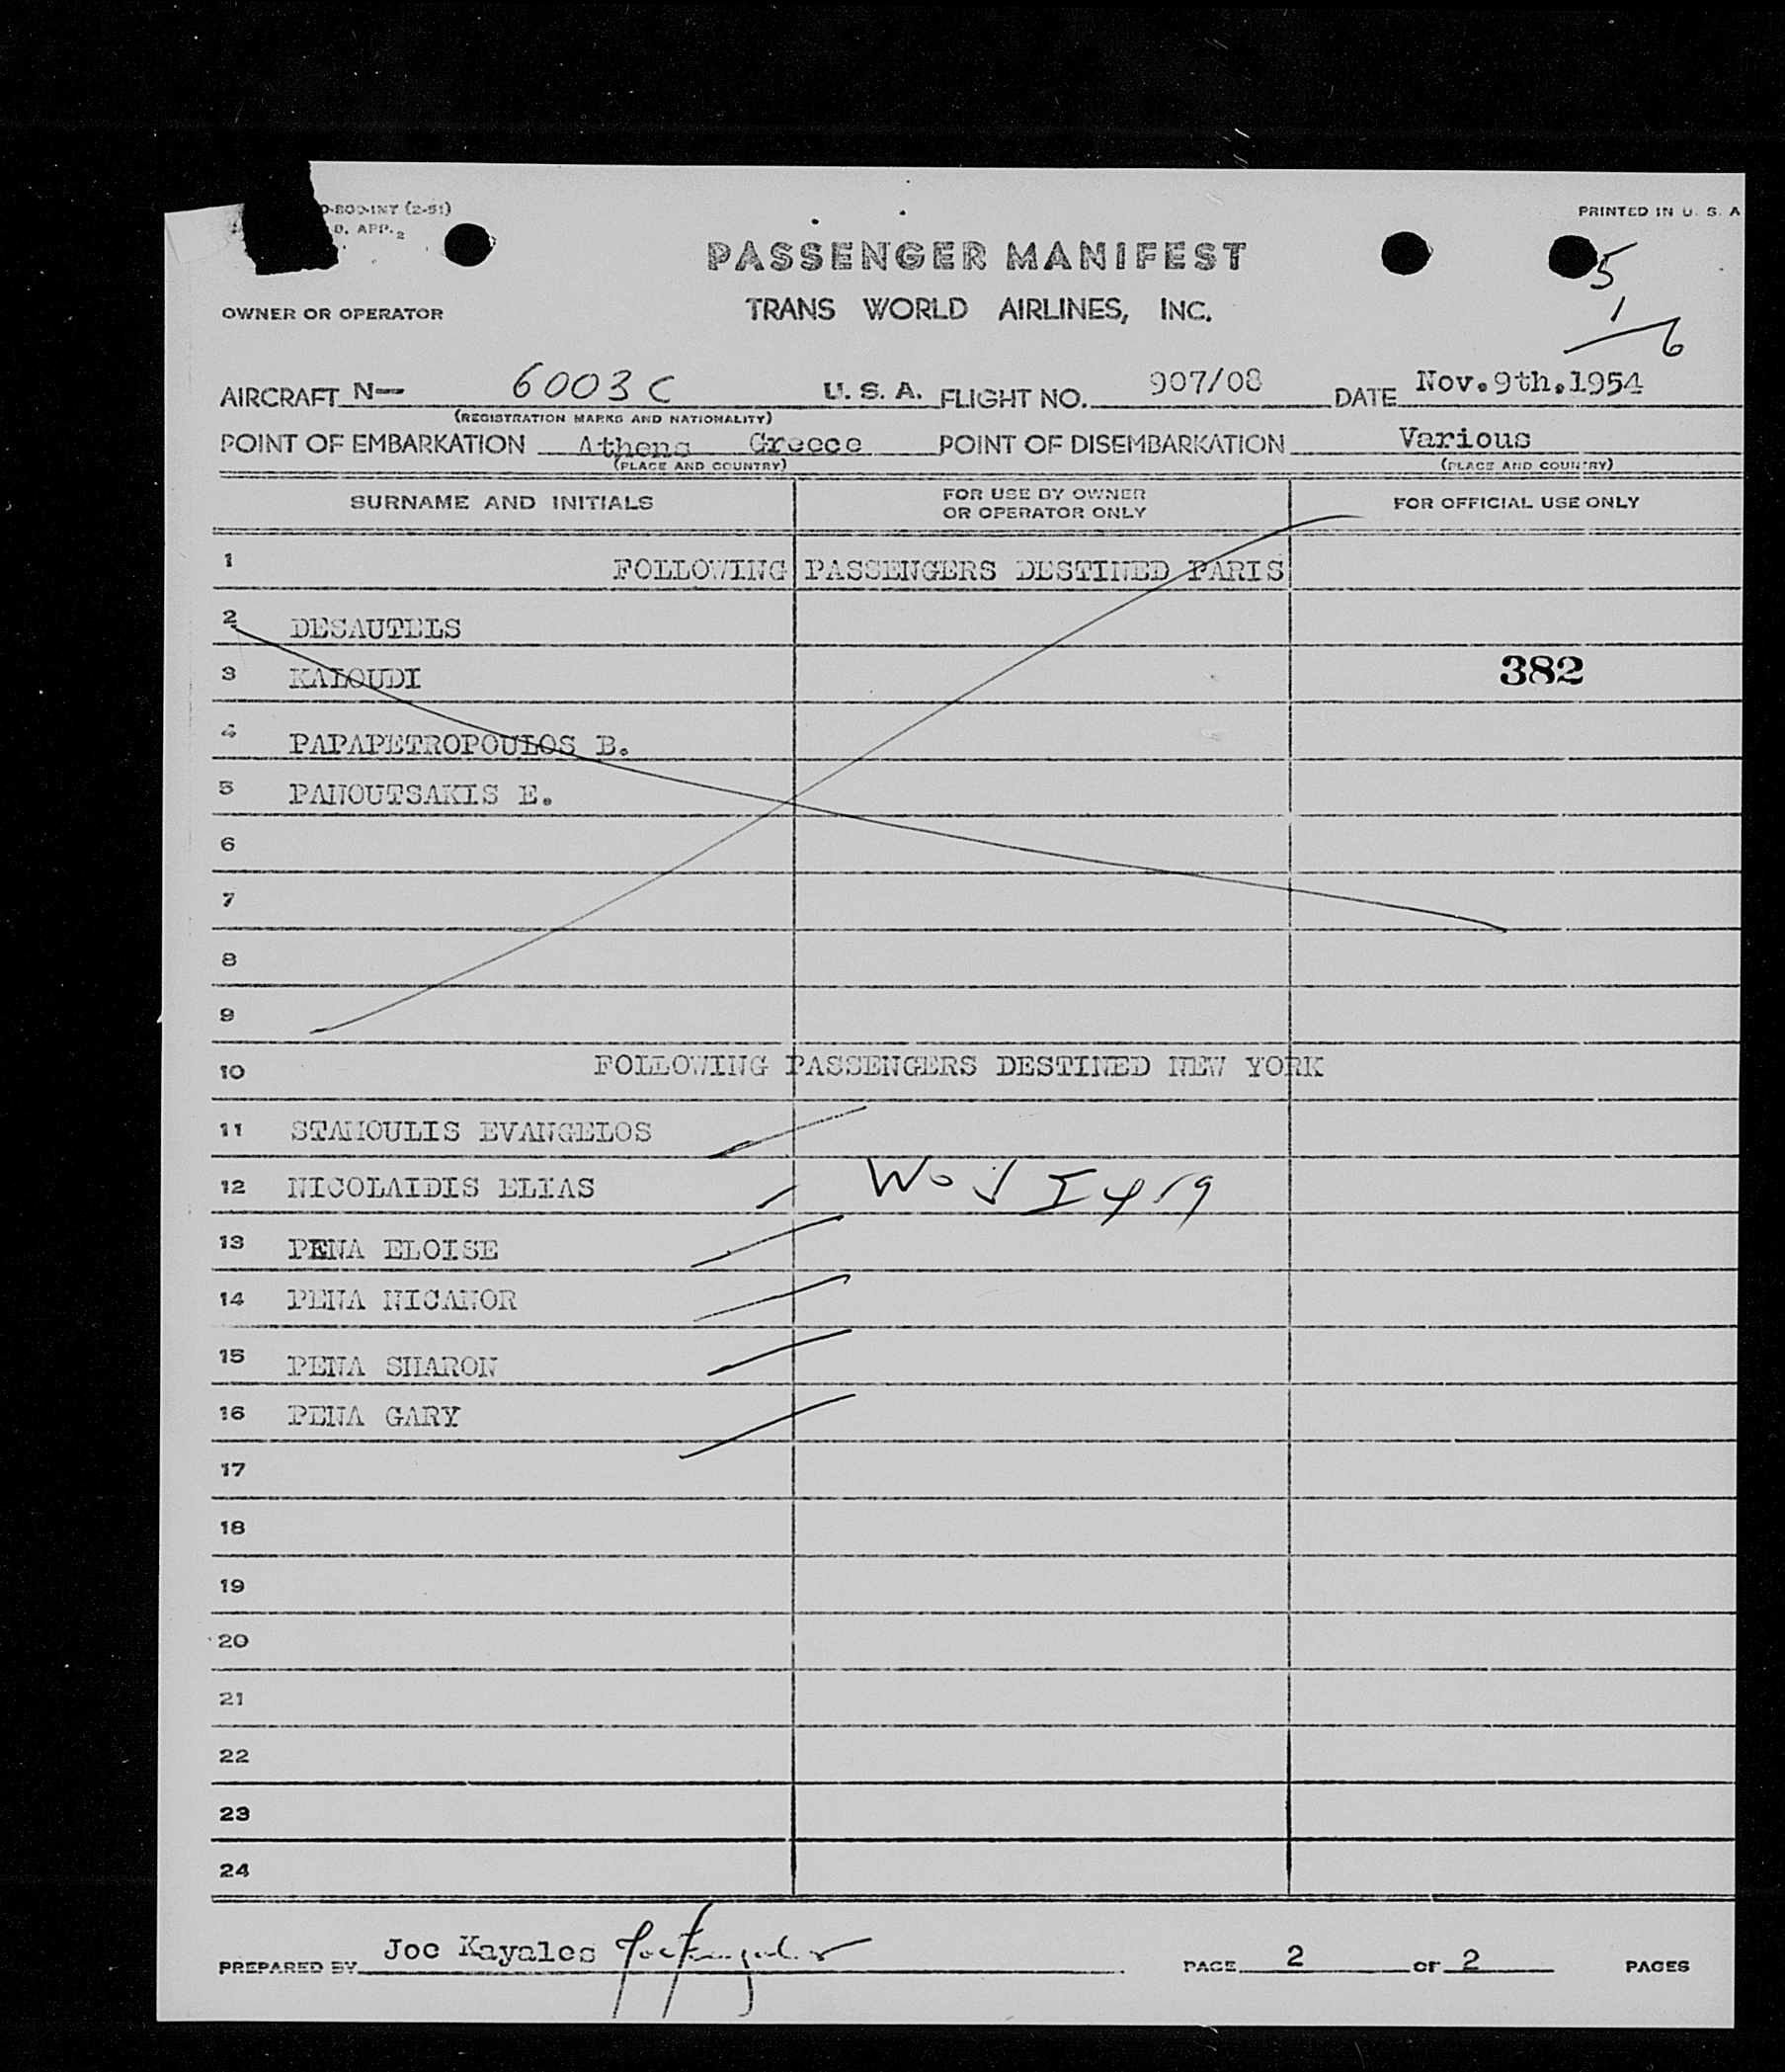 0-800-INT (2-51)
PRINTED IN U. S. A
D. APP.
PASSENGER MANIFEST
5
OWNER OR OPERATOR
TRANS WORLD AIRLINES, INC.
1
6
AIRCRAFT N— 6003C U. S. A. FLIGHT NO. 907/08 DATE Nov.9th.1954
(REGISTRATION MARKS AND NATIONALITY)
POINT OF EMBARKATION Athens Greece POINT OF DISEMBARKATION Various
(PLACE AND COUNTRY) (PLACE AND COUNTRY)
SURNAME AND INITIALS FOR USE BY OWNER OR OPERATOR ONLY FOR OFFICIAL USE ONLY
1 FOLLOWING PASSENGERS DESTINED PARIS
2 DESAUTELS
3 KALOUDI 382
4 PAPAPETROPOULOS B.
5 PANOUTSAKIS E.
6
7
8
9
10 FOLLOWING PASSENGERS DESTINED NEW YORK
11 STAMOULIS EVANGELOS
12 NICOLAIDIS ELIAS
13 PENA ELOISE
14 PENA NICANOR
15 PENA SHARON
16 PENA GARY
17
18
19
20
21
22
23
24
PREPARED BY Joe Kayales PAGE 2 OF 2 PAGES